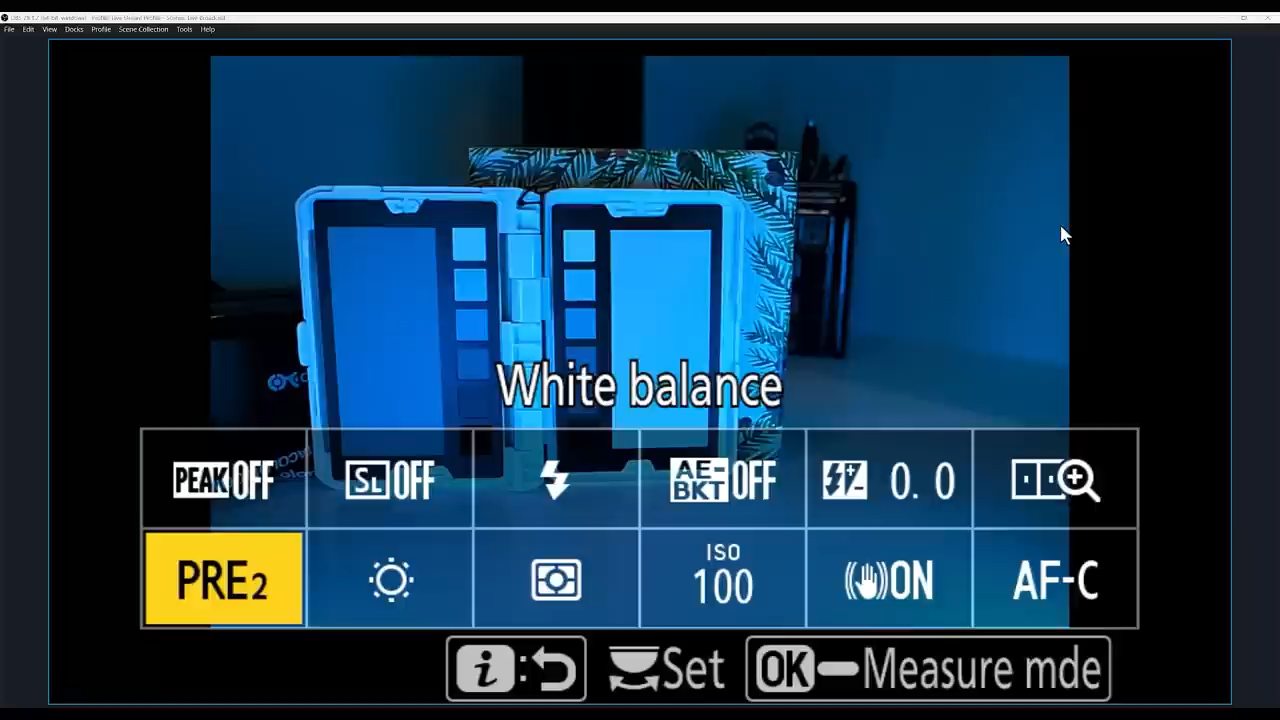 File Edit View Docks Profile Scene Collection Tools Help
White balance
PEAK OFF SL OFF AE-BKT OFF 0.0
PRE2 ISO 100 ON AF-C
i: Set OK Measure mde